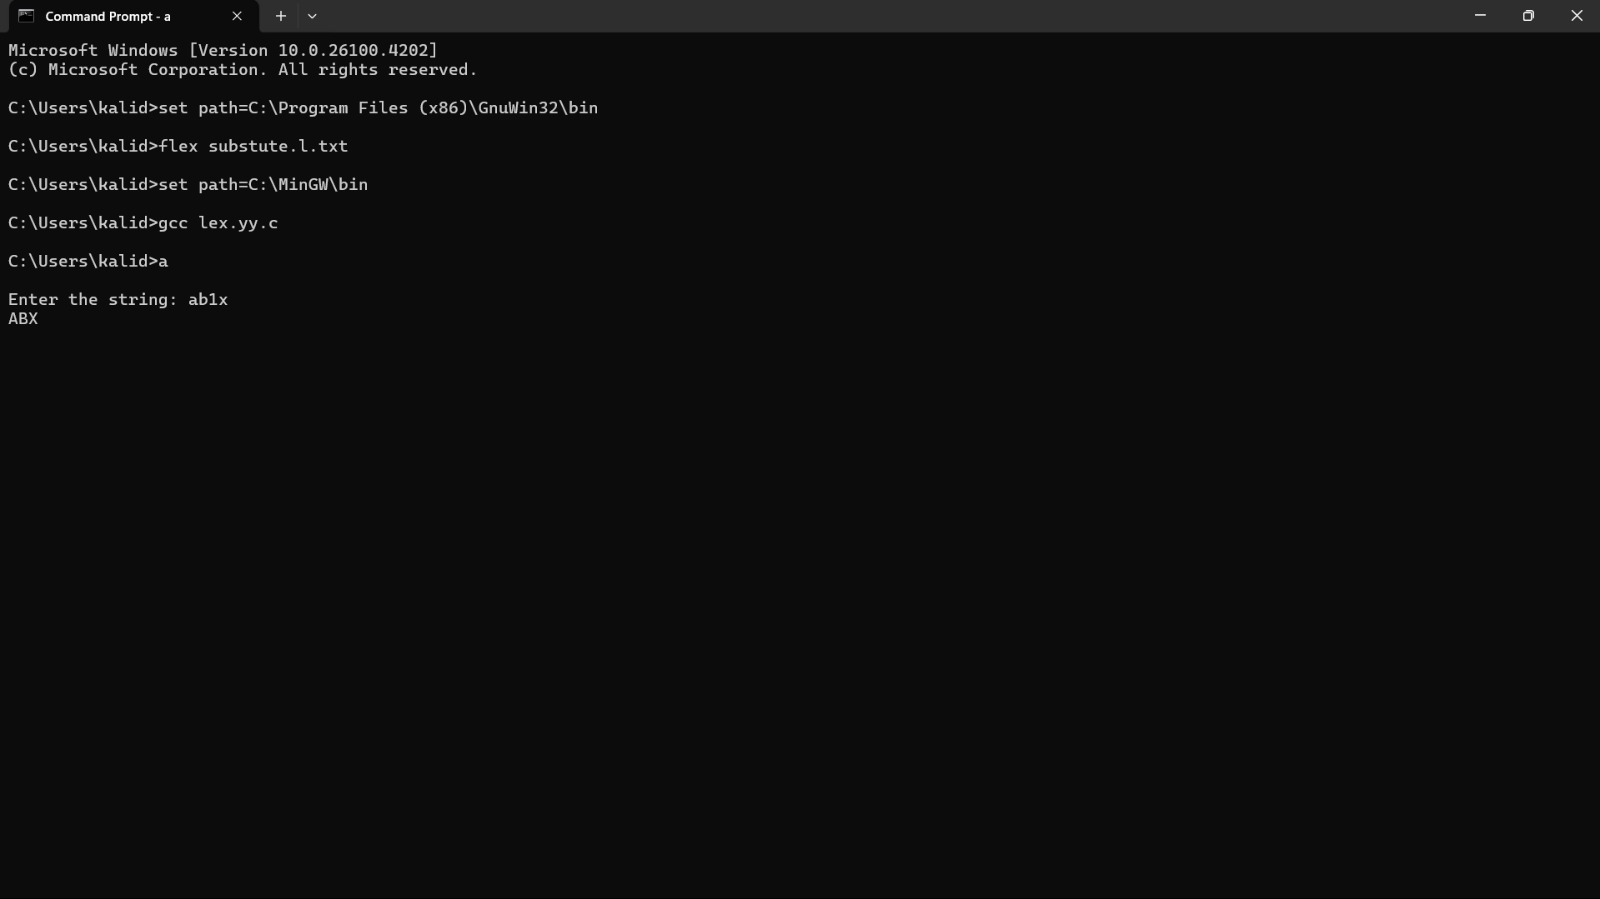 Command Prompt - a
Microsoft Windows [Version 10.0.26100.4202]
(c) Microsoft Corporation. All rights reserved.
C:\Users\kalid>set path=C:\Program Files (x86)\GnuWin32\bin
C:\Users\kalid>flex substute.l.txt
C:\Users\kalid>set path=C:\MinGW\bin
C:\Users\kalid>gcc lex.yy.c
C:\Users\kalid>a
Enter the string: ab1x
ABX